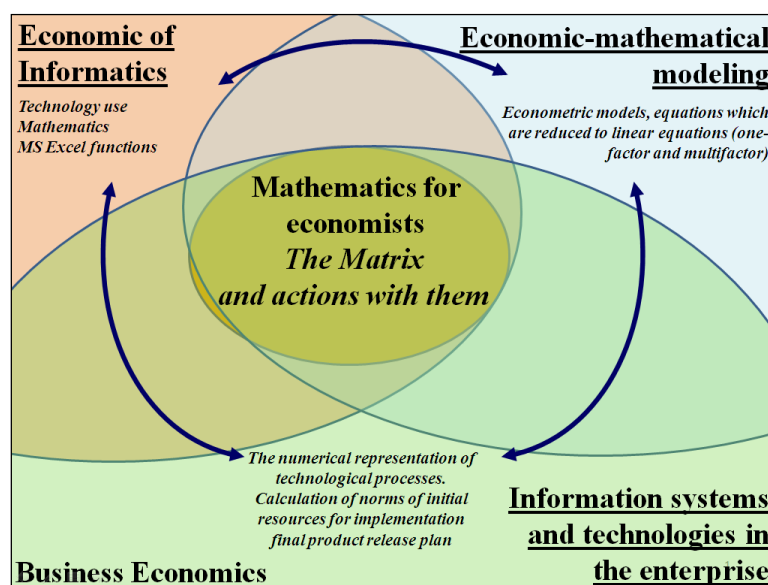 Economic of
Informatics
Technology use
Mathematics
MS Excel functions
Economic-mathematical
modeling
Econometric models, equations which
are reduced to linear equations (one-
factor and multifactor)
Mathematics for
economists
The Matrix
and actions with them
The numerical representation of
technological processes.
Calculation of norms of initial
resources for implementation
final product release plan
Business Economics
Information systems
and technologies in
the enterprise